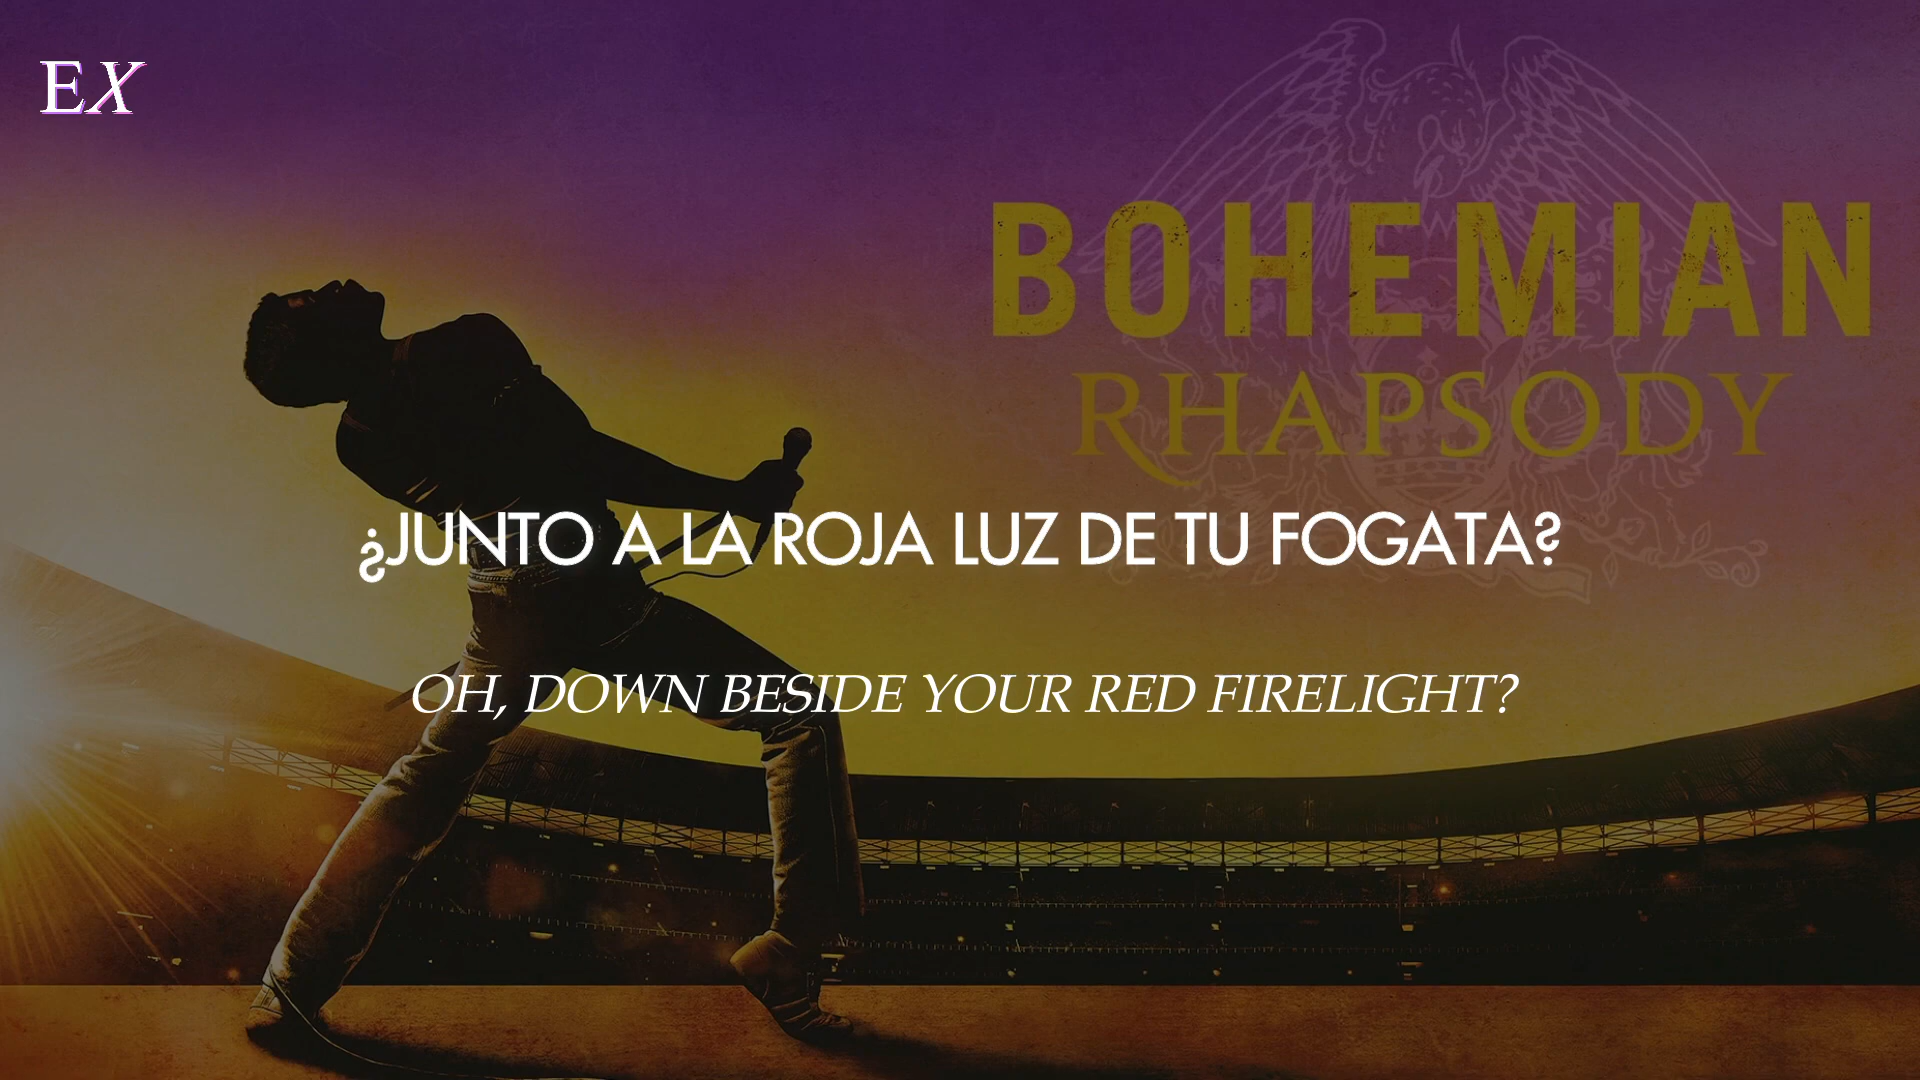 EX
BOHEMIAN
RHAPSODY
¿JUNTO A LA ROJA LUZ DE TU FOGATA?
OH, DOWN BESIDE YOUR RED FIRELIGHT?